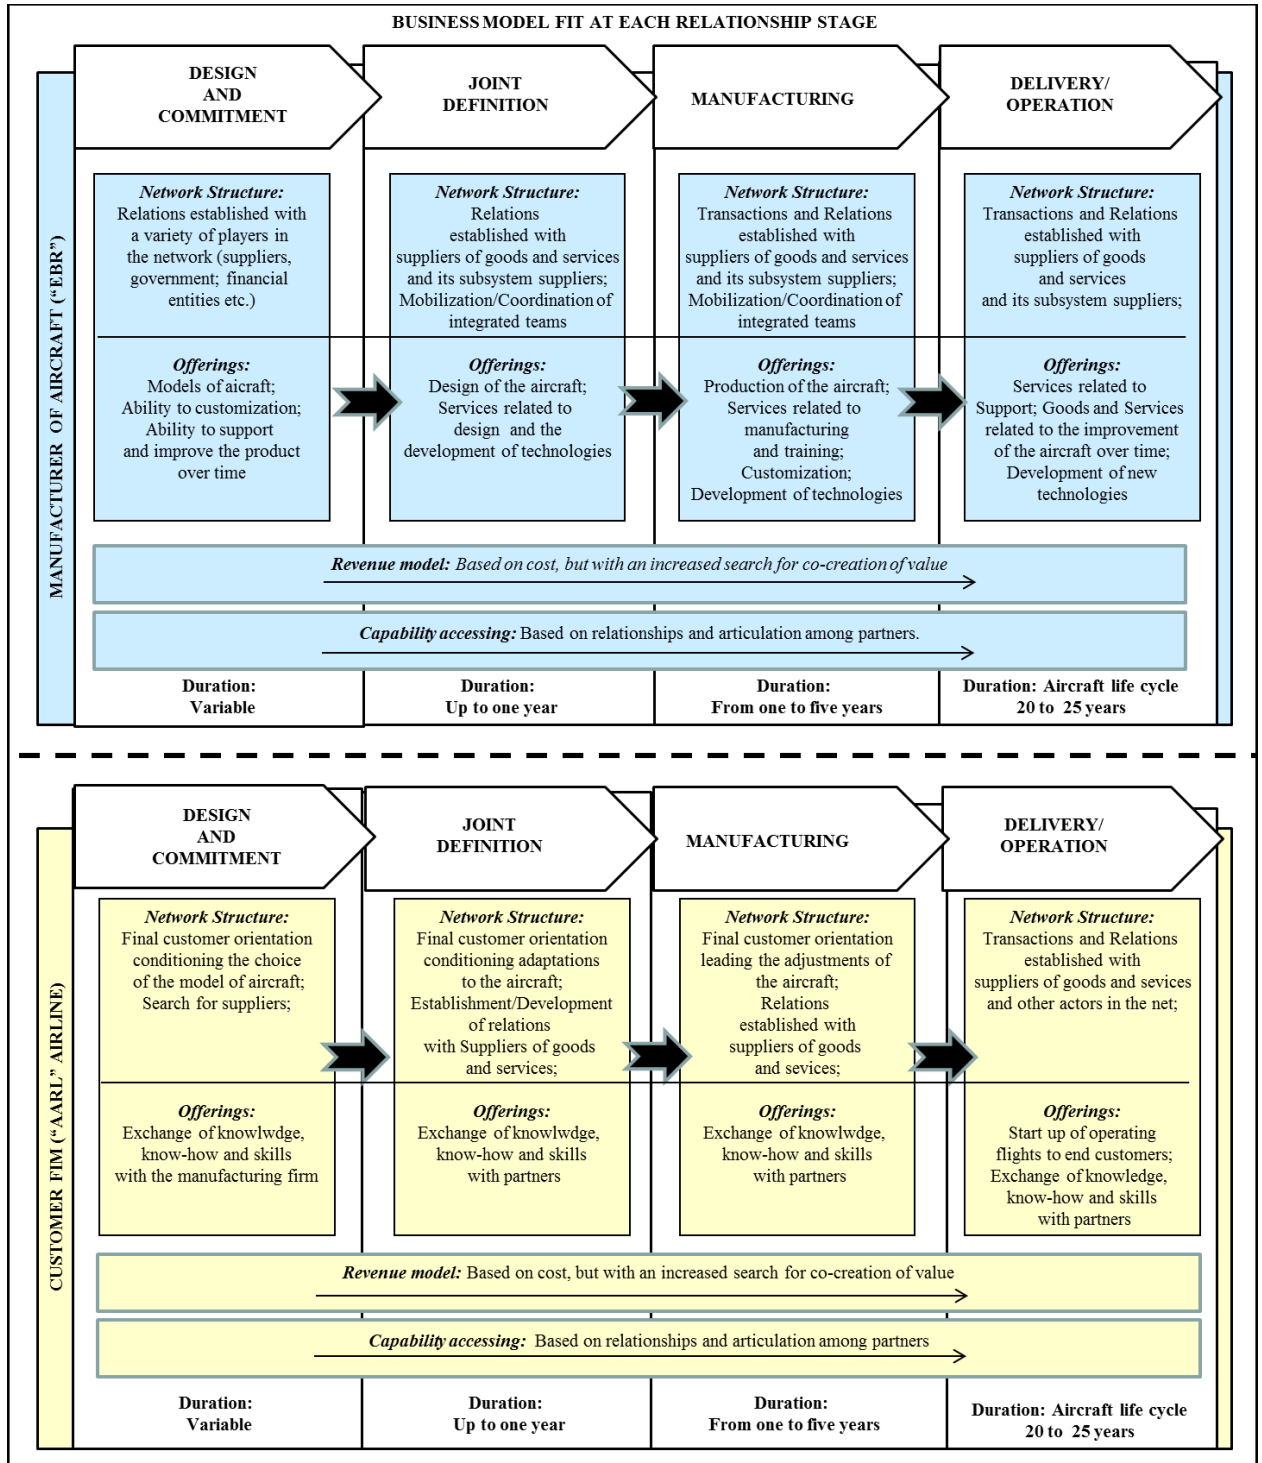 BUSINESS MODEL FIT AT EACH RELATIONSHIP STAGE
MANUFACTURER OF AIRCRAFT ("EBR")
DESIGN
AND
COMMITMENT
JOINT
DEFINITION
MANUFACTURING
DELIVERY/
OPERATION
Network Structure:
Relations established with
a variety of players in
the network (suppliers,
government; financial
entities etc.)
Offerings:
Models of aicraft;
Ability to customization;
Ability to support
and improve the product
over time
Network Structure:
Relations
established with
suppliers of goods and services
and its subsystem suppliers;
Mobilization/Coordination of
integrated teams
Offerings:
Design of the aircraft;
Services related to
design and the
development of technologies
Network Structure:
Transactions and Relations
established with
suppliers of goods and services
and its subsystem suppliers;
Mobilization/Coordination of
integrated teams
Offerings:
Production of the aircraft;
Services related to
manufacturing
and training;
Customization;
Development of technologies
Network Structure:
Transactions and Relations
established with
suppliers of goods
and services
and its subsystem suppliers;
Offerings:
Services related to
Support; Goods and Services
related to the improvement
of the aircraft over time;
Development of new
technologies
Revenue model: Based on cost, but with an increased search for co-creation of value
Capability accessing: Based on relationships and articulation among partners.
Duration:
Variable
Duration:
Up to one year
Duration:
From one to five years
Duration: Aircraft life cycle
20 to 25 years
CUSTOMER FIM ("AARL" AIRLINE)
DESIGN
AND
COMMITMENT
JOINT
DEFINITION
MANUFACTURING
DELIVERY/
OPERATION
Network Structure:
Final customer orientation
conditioning the choice
of the model of aircraft;
Search for suppliers;
Offerings:
Exchange of knowlwdge,
know-how and skills
with the manufacturing firm
Network Structure:
Final customer orientation
conditioning adaptations
to the aircraft;
Establishment/Development
of relations
with Suppliers of goods
and services;
Offerings:
Exchange of knowlwdge,
know-how and skills
with partners
Network Structure:
Final customer orientation
leading the adjustments of
the aircraft;
Relations
established with
suppliers of goods
and sevices;
Offerings:
Exchange of knowlwdge,
know-how and skills
with partners
Network Structure:
Transactions and Relations
established with
suppliers of goods and sevices
and other actors in the net;
Offerings:
Start up of operating
flights to end customers;
Exchange of knowledge,
know-how and skills
with partners
Revenue model: Based on cost, but with an increased search for co-creation of value
Capability accessing: Based on relationships and articulation among partners
Duration:
Variable
Duration:
Up to one year
Duration:
From one to five years
Duration: Aircraft life cycle
20 to 25 years